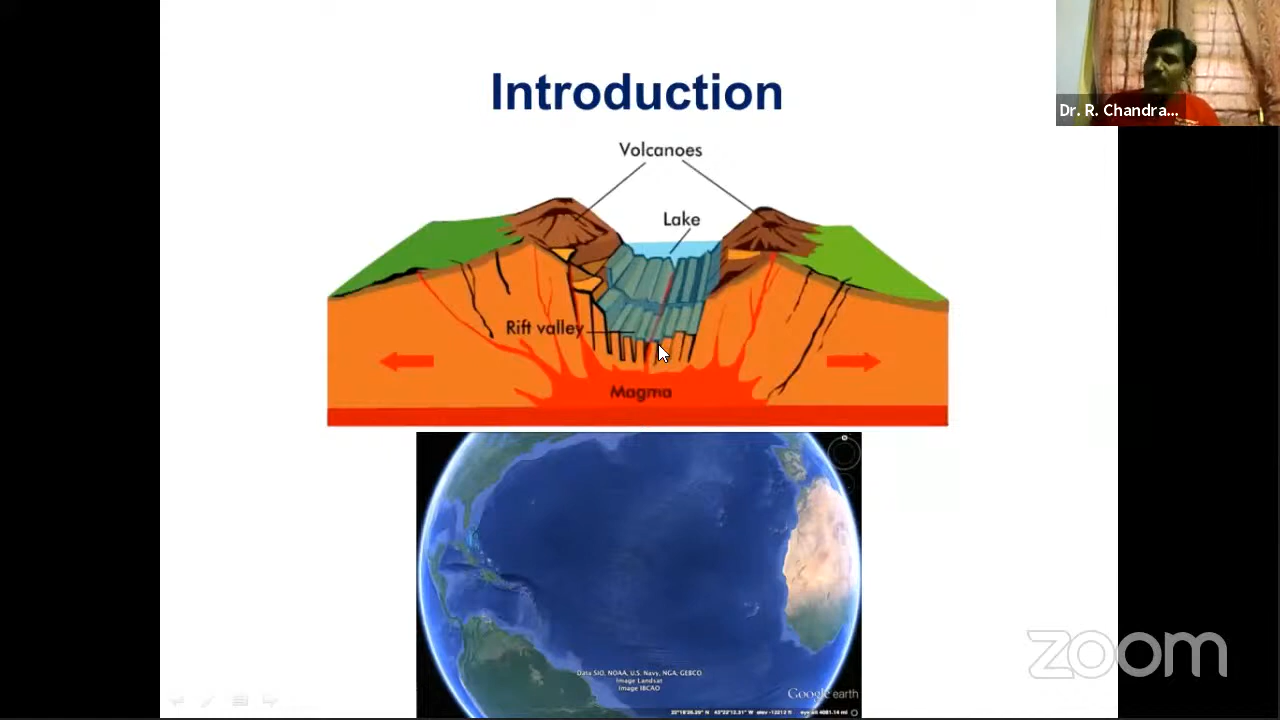 Introduction
Dr. R. Chandra...
Volcanoes
Lake
Rift valley
Magma
Data SIO, NOAA, U.S. Navy, NGA, GEBCO
Image Landsat
Image IBCAO
Google earth
zoom